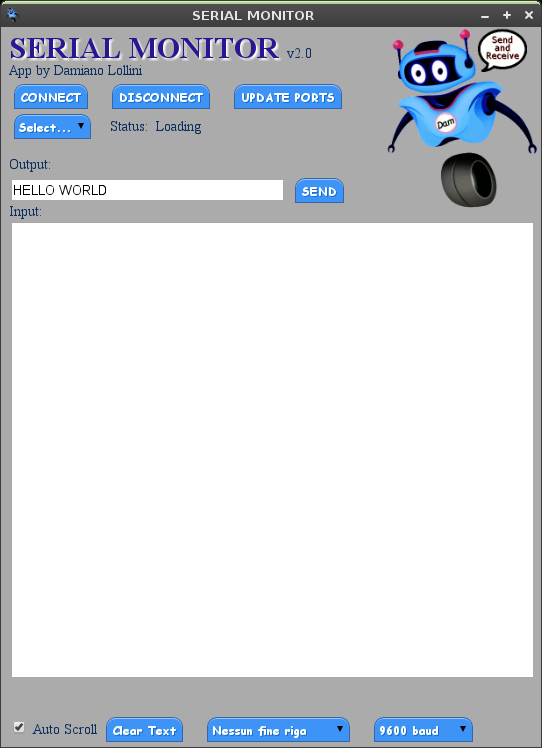 SERIAL MONITOR
SERIAL MONITOR v2.0
App by Damiano Lollini
Send
and
Receive
CONNECT DISCONNECT UPDATE PORTS
Dam
Select... Status: Loading
Output:
HELLO WORLD SEND
Input:
Auto Scroll Clear Text Nessun fine riga 9600 baud